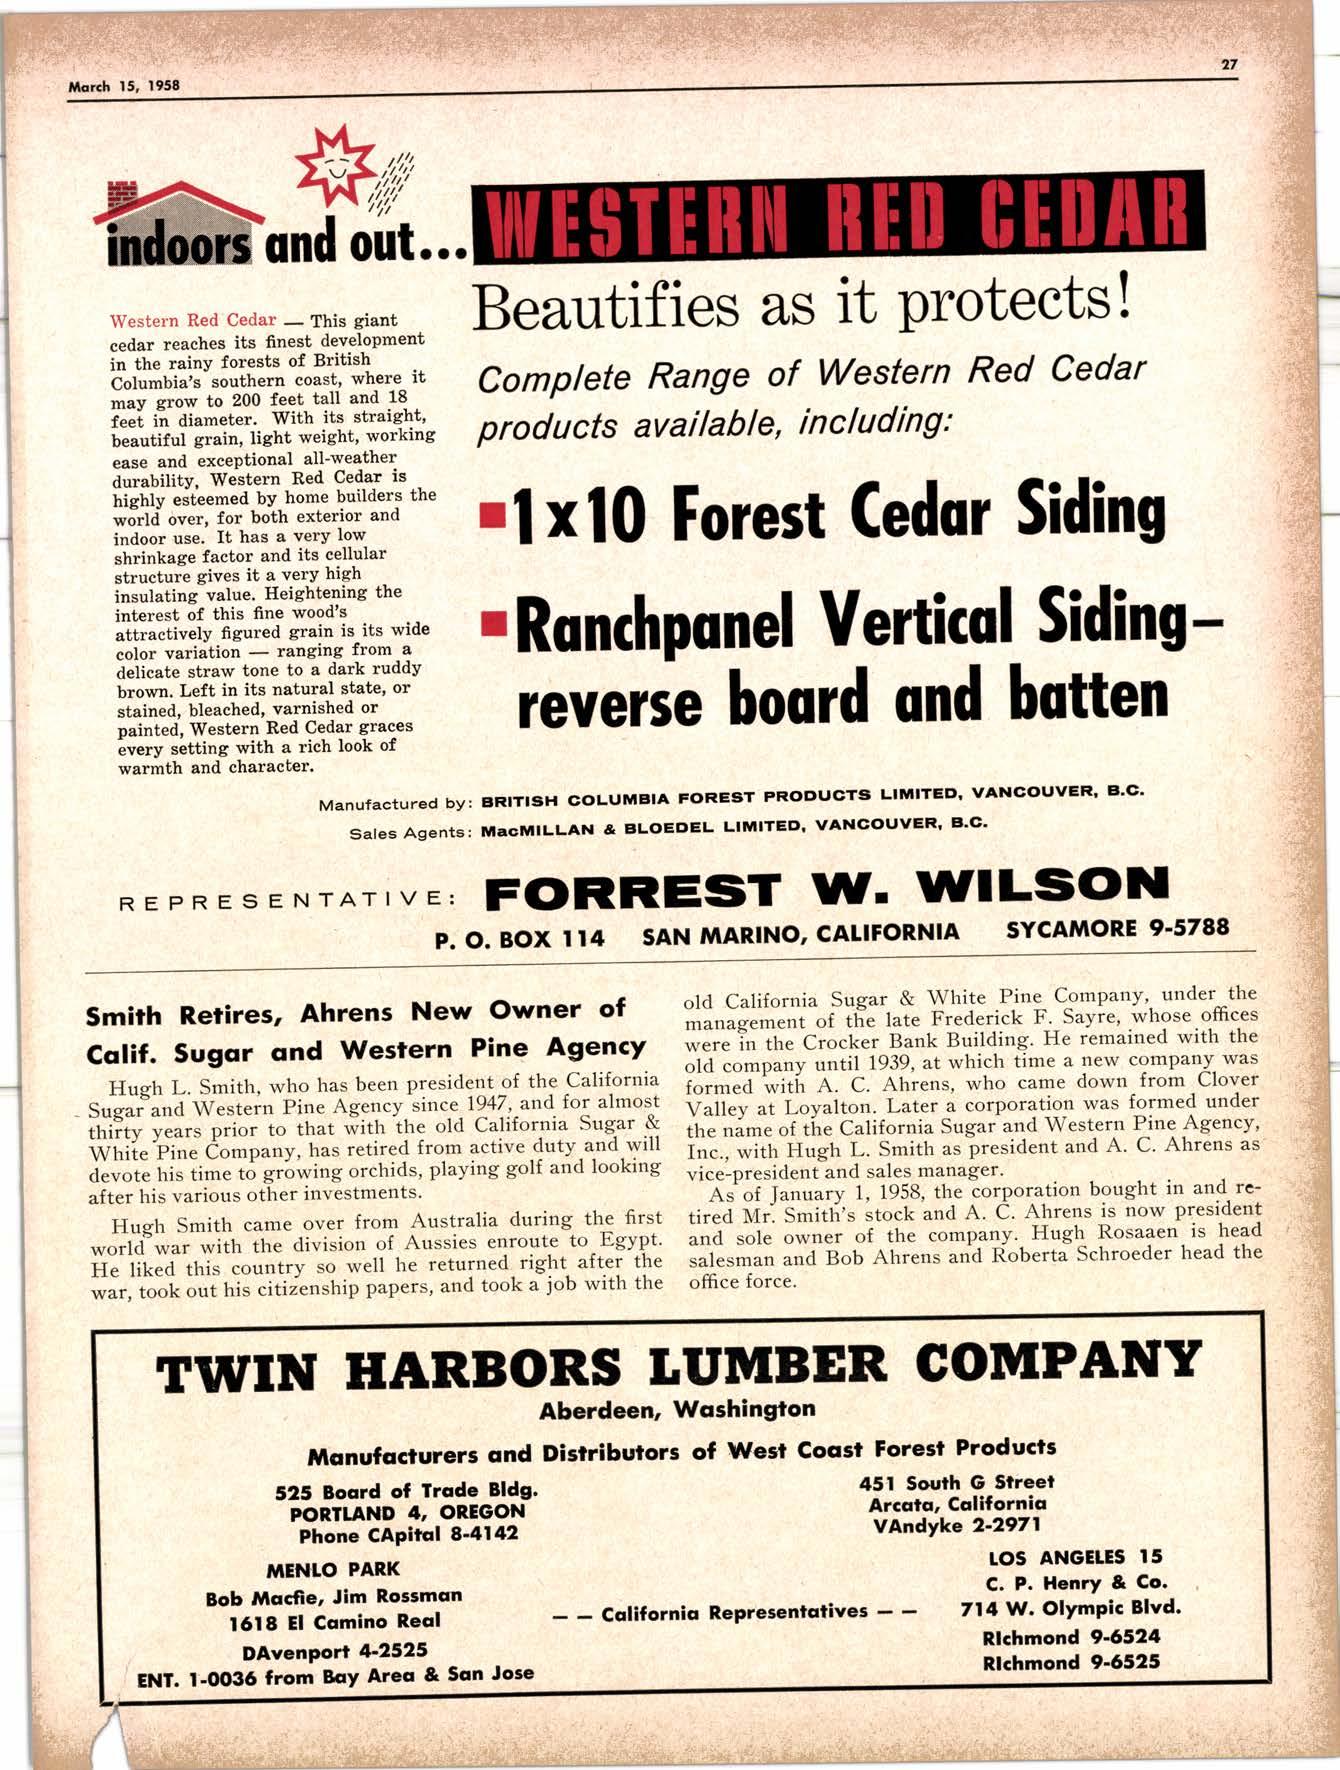 March 15, 1958
27
indoors and out...
WESTERN RED CEDAR
Beautifies as it protects!
Western Red Cedar — This giant
cedar reaches its finest development
in the rainy forests of British
Columbia's southern coast, where it
may grow to 200 feet tall and 18
feet in diameter. With its straight,
beautiful grain, light weight, working
ease and exceptional all-weather
durability, Western Red Cedar is
highly esteemed by home builders the
world over, for both exterior and
indoor use. It has a very low
shrinkage factor and its cellular
structure gives it a very high
insulating value. Heightening the
interest of this fine wood's
attractively figured grain is its wide
color variation — ranging from a
delicate straw tone to a dark ruddy
brown. Left in its natural state, or
stained, bleached, varnished or
painted, Western Red Cedar graces
every setting with a rich look of
warmth and character.
Complete Range of Western Red Cedar
products available, including:
1x10 Forest Cedar Siding
Ranchpanel Vertical Siding–
reverse board and batten
Manufactured by: BRITISH COLUMBIA FOREST PRODUCTS LIMITED, VANCOUVER, B.C.
Sales Agents: MacMILLAN & BLOEDEL LIMITED, VANCOUVER, B.C.
REPRESENTATIVE: FORREST W. WILSON
P. O. BOX 114 SAN MARINO, CALIFORNIA SYCAMORE 9-5788
Smith Retires, Ahrens New Owner of
Calif. Sugar and Western Pine Agency
Hugh L. Smith, who has been president of the California
Sugar and Western Pine Agency since 1947, and for almost
thirty years prior to that with the old California Sugar &
White Pine Company, has retired from active duty and will
devote his time to growing orchids, playing golf and looking
after his various other investments.
Hugh Smith came over from Australia during the first
world war with the division of Aussies enroute to Egypt.
He liked this country so well he returned right after the
war, took out his citizenship papers, and took a job with the
old California Sugar & White Pine Company, under the
management of the late Frederick F. Sayre, whose offices
were in the Crocker Bank Building. He remained with the
old company until 1939, at which time a new company was
formed with A. C. Ahrens, who came down from Clover
Valley at Loyalton. Later a corporation was formed under
the name of the California Sugar and Western Pine Agency,
Inc., with Hugh L. Smith as president and A. C. Ahrens as
vice-president and sales manager.
As of January 1, 1958, the corporation bought in and re-
tired Mr. Smith's stock and A. C. Ahrens is now president
and sole owner of the company. Hugh Rosaaen is head
salesman and Bob Ahrens and Roberta Schroeder head the
office force.
TWIN HARBORS LUMBER COMPANY
Aberdeen, Washington
Manufacturers and Distributors of West Coast Forest Products
525 Board of Trade Bldg.
PORTLAND 4, OREGON
Phone CApital 8-4142
451 South G Street
Arcata, California
VAndyke 2-2971
MENLO PARK
Bob Macfie, Jim Rossman
1618 El Camino Real
DAvenport 4-2525
ENT. 1-0036 from Bay Area & San Jose
– – California Representatives – –
LOS ANGELES 15
C. P. Henry & Co.
714 W. Olympic Blvd.
RIchmond 9-6524
RIchmond 9-6525